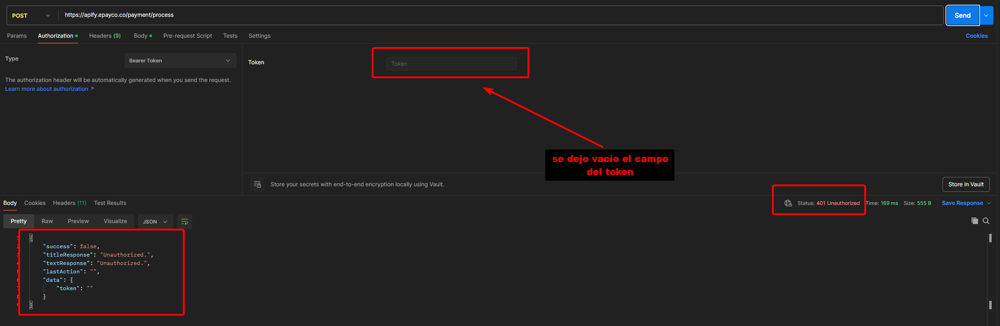 POST
https://apify.epayco.co/payment/process
Send
Params Authorization Headers (9) Body Pre-request Script Tests Settings Cookies
Type
Bearer Token
The authorization header will be automatically generated when you send the request.
Learn more about authorization ↗
Token
Token
se dejo vacío el campo
del token
Store your secrets with end-to-end encryption locally using Vault.
Store in Vault
Body Cookies Headers (11) Test Results
Status: 401 Unauthorized Time: 169 ms Size: 555 B Save Response
Pretty Raw Preview Visualize JSON
{
"success": false,
"titleResponse": "Unauthorized.",
"textResponse": "Unauthorized.",
"lastAction": "",
"data": {
"token": ""
}
}